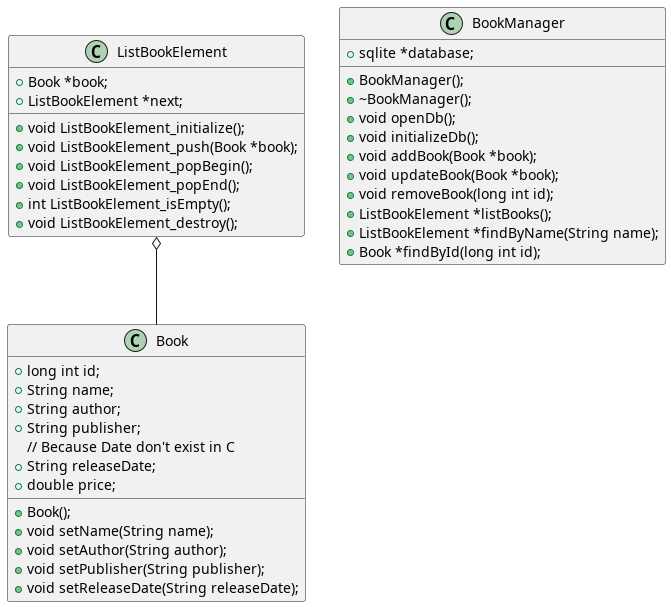 C ListBookElement
Book *book;
ListBookElement *next;
void ListBookElement_initialize();
void ListBookElement_push(Book *book);
void ListBookElement_popBegin();
void ListBookElement_popEnd();
int ListBookElement_isEmpty();
void ListBookElement_destroy();
C BookManager
sqlite *database;
BookManager();
~BookManager();
void openDb();
void initializeDb();
void addBook(Book *book);
void updateBook(Book *book);
void removeBook(long int id);
ListBookElement *listBooks();
ListBookElement *findByName(String name);
Book *findById(long int id);
C Book
long int id;
String name;
String author;
String publisher;
// Because Date don't exist in C
String releaseDate;
double price;
Book();
void setName(String name);
void setAuthor(String author);
void setPublisher(String publisher);
void setReleaseDate(String releaseDate);